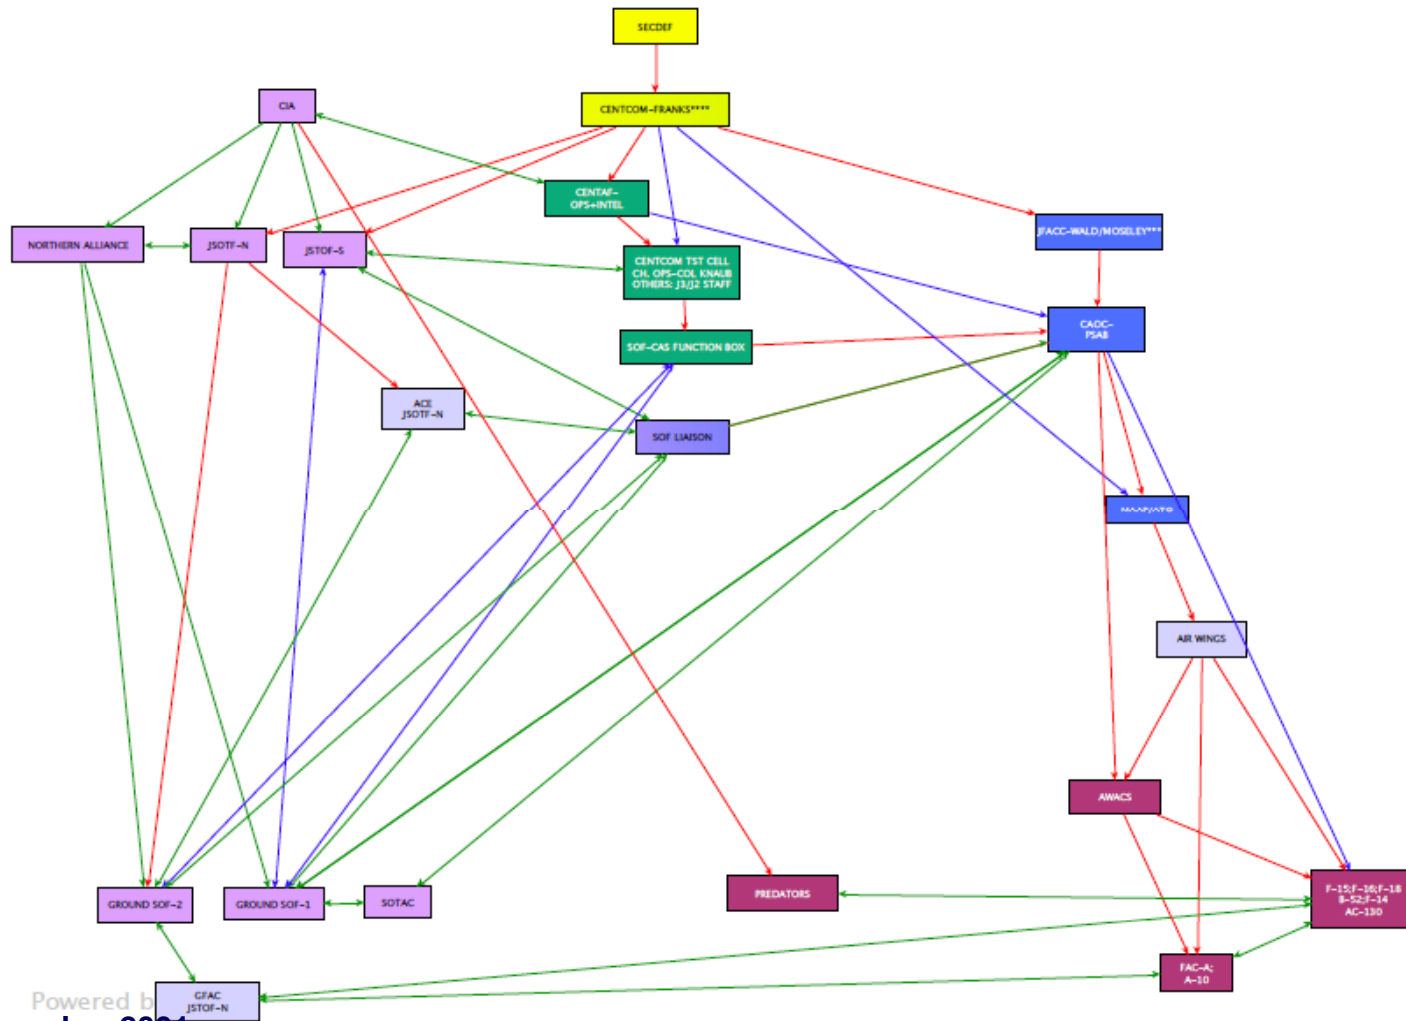 SECDEF
CENTCOM-FRANKS****
CIA
CENTAF-
OPS+INTEL
JFACC-WALD/MOSELEY***
NORTHERN ALLIANCE
JSOTF-N
JSTOF-S
CENTCOM TST CELL
CH. OPS-COL KNAUB
OTHERS: J3/J2 STAFF
CAOC-
PSAB
SOF-CAS FUNCTION BOX
ACE
JSOTF-N
SOF LIAISON
AIR WINGS
AWACS
PREDATORS
F-15;F-16;F-18
B-52;F-14
AC-130
GROUND SOF-2
GROUND SOF-1
SOTAC
FAC-A;
A-10
GFAC
JSTOF-N
Powered b